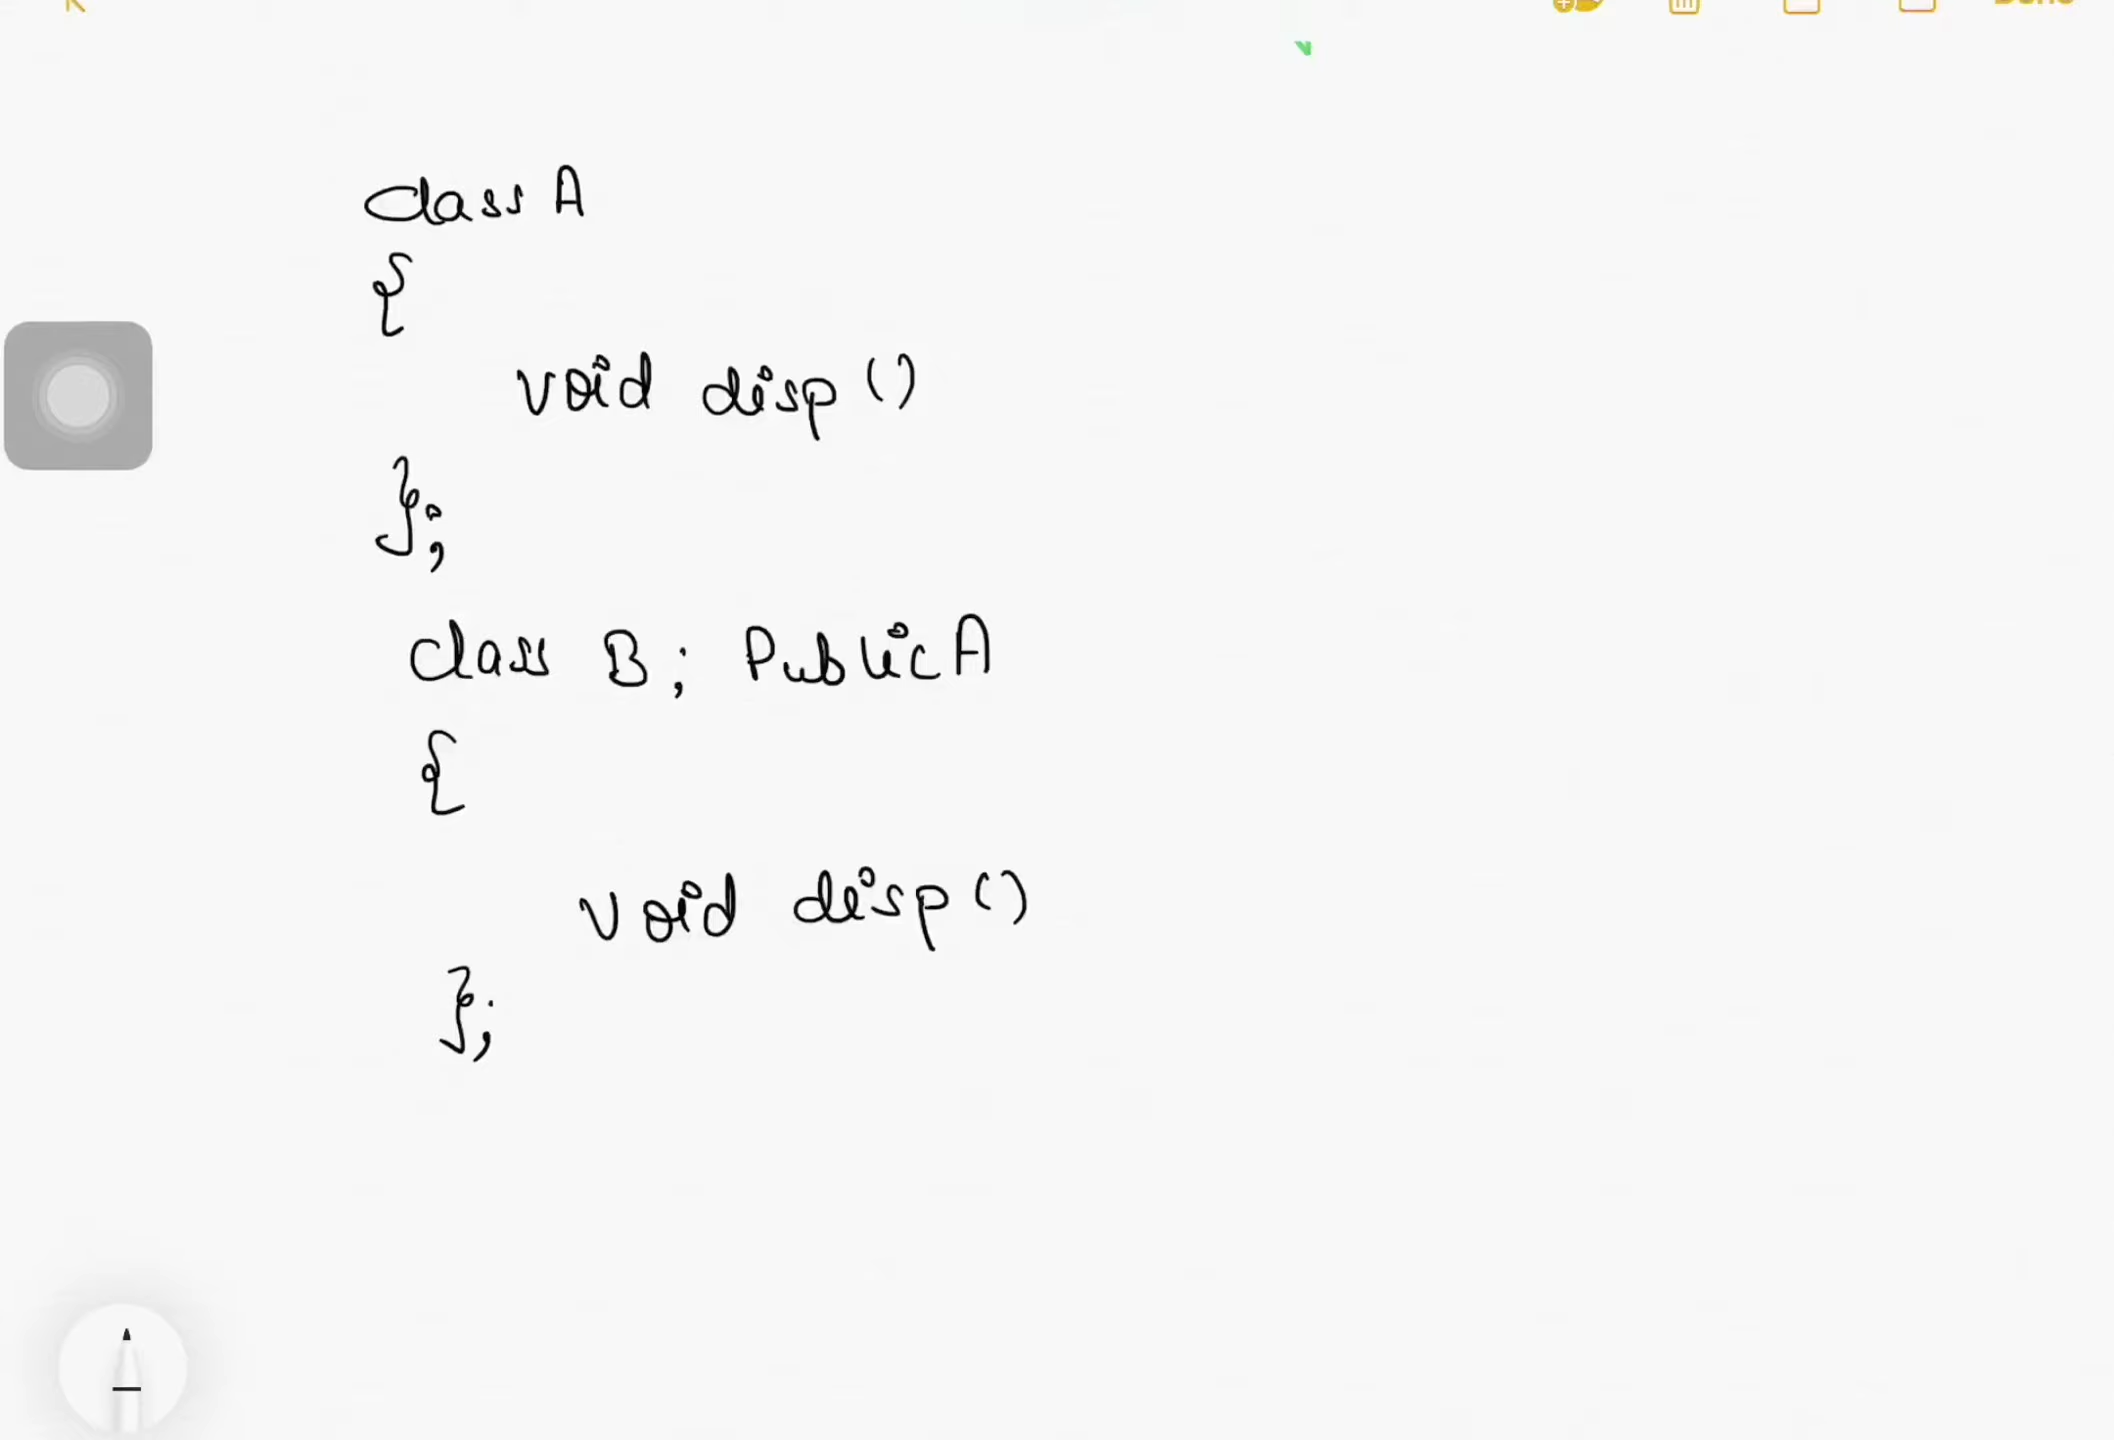 class A
{
void disp ()
};
class B; Public A
{
void disp ()
};